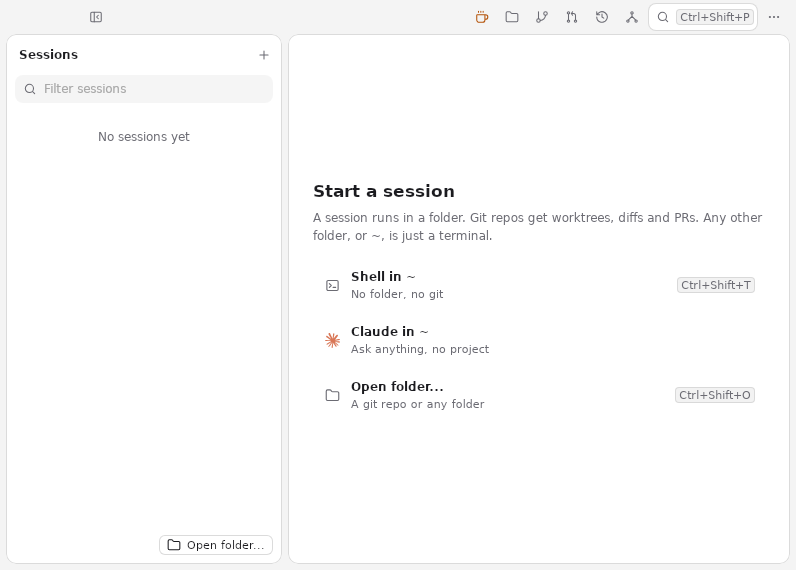 Ctrl+Shift+P
Sessions
Filter sessions
No sessions yet
Start a session
A session runs in a folder. Git repos get worktrees, diffs and PRs. Any other
folder, or ~, is just a terminal.
Shell in ~
Ctrl+Shift+T
No folder, no git
Claude in ~
Ask anything, no project
Open folder...
Ctrl+Shift+O
A git repo or any folder
Open folder...